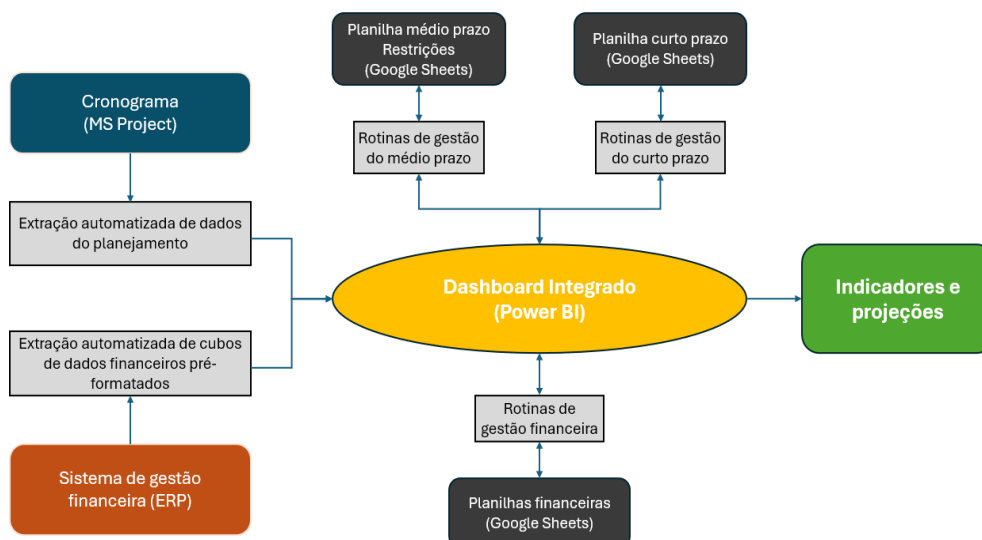 Planilha médio prazo
Restrições
(Google Sheets)
Planilha curto prazo
(Google Sheets)
Cronograma
(MS Project)
Rotinas de gestão
do médio prazo
Rotinas de gestão
do curto prazo
Extração automatizada de dados
do planejamento
Dashboard Integrado
(Power BI)
Indicadores e
projeções
Extração automatizada de cubos
de dados financeiros pré-
formatados
Rotinas de
gestão financeira
Sistema de gestão
financeira (ERP)
Planilhas financeiras
(Google Sheets)